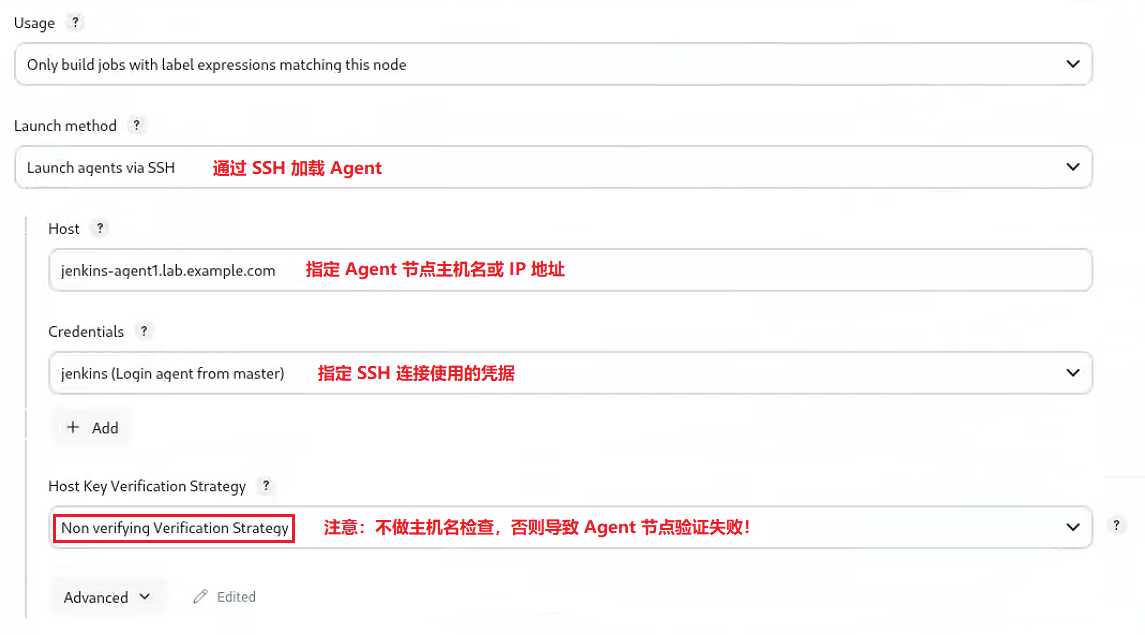 Usage ?
Only build jobs with label expressions matching this node
Launch method ?
Launch agents via SSH 通过 SSH 加载 Agent
Host ?
jenkins-agent1.lab.example.com 指定 Agent 节点主机名或 IP 地址
Credentials ?
jenkins (Login agent from master) 指定 SSH 连接使用的凭据
+ Add
Host Key Verification Strategy ?
Non verifying Verification Strategy 注意：不做主机名检查，否则导致 Agent 节点验证失败！ ?
Advanced Edited